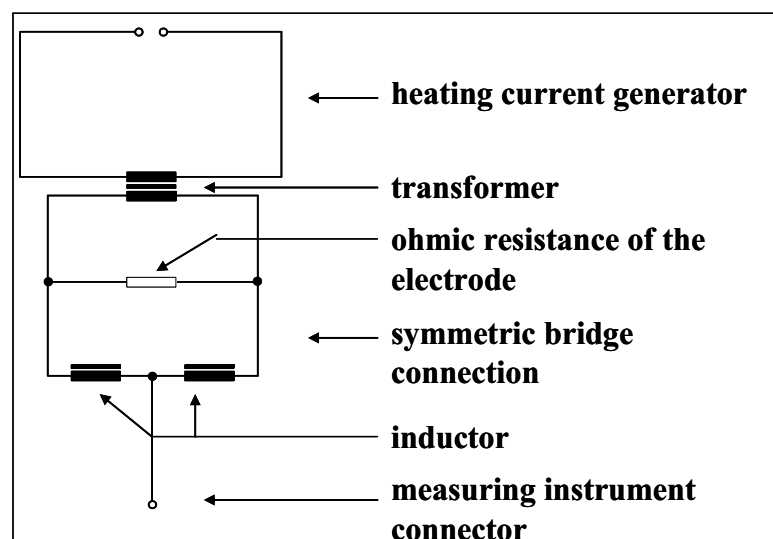 heating current generator
transformer
ohmic resistance of the
electrode
symmetric bridge
connection
inductor
measuring instrument
connector